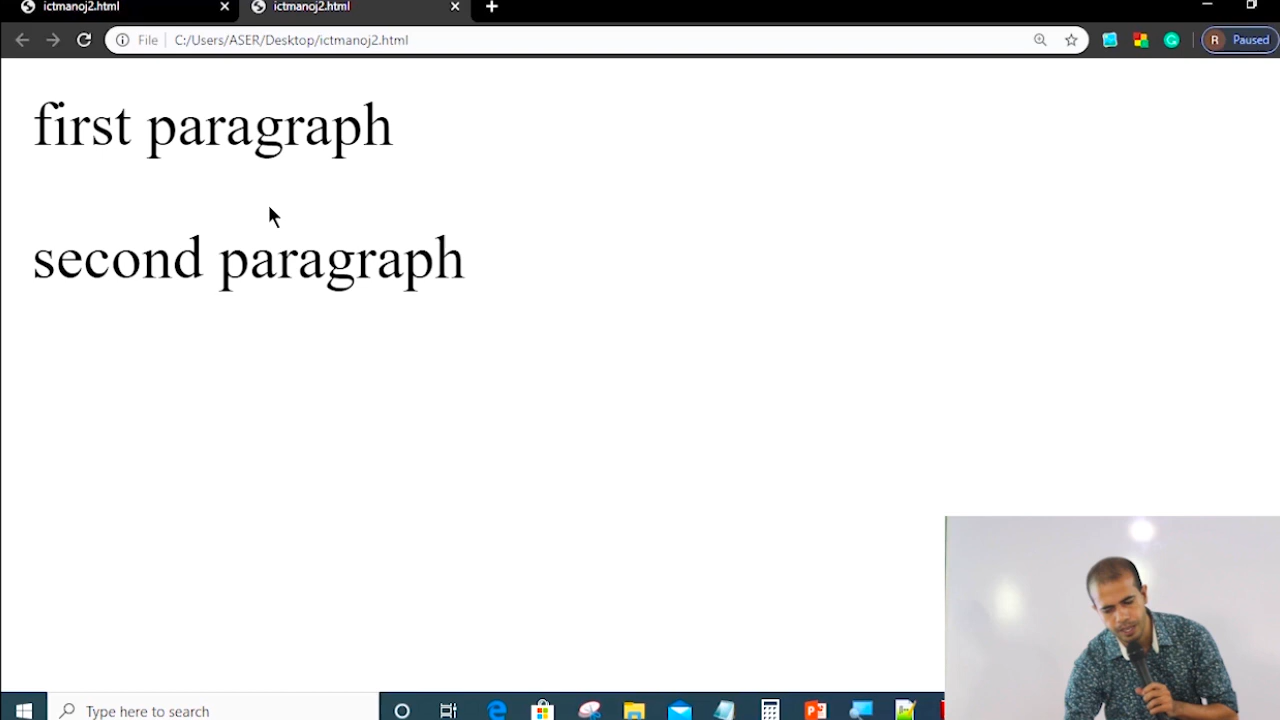 ictmanoj2.html
ictmanoj2.html
File
C:/Users/ASER/Desktop/ictmanoj2.html
R
Paused
first paragraph
second paragraph
Type here to search